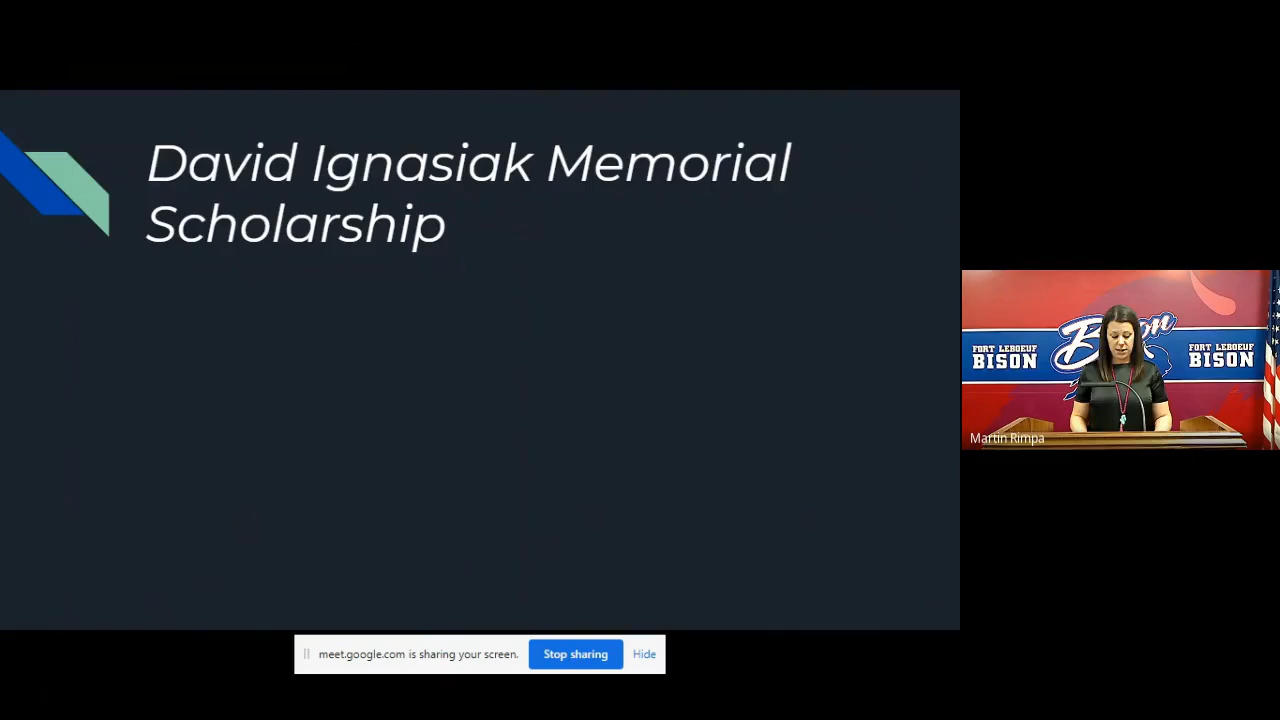 David Ignasiak Memorial
Scholarship
Bison
FORT LEBOEUF
BISON
FORT LEBOEUF
BISON
Martin Rimpa
meet.google.com is sharing your screen.
Stop sharing
Hide